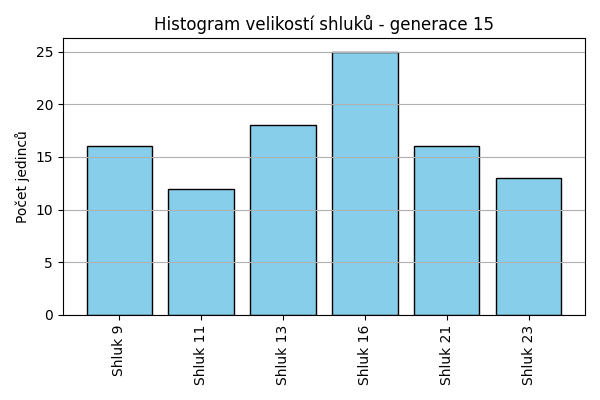 Histogram velikostí shluků - generace 15
Počet jedinců
25
20
15
10
5
0
Shluk 9
Shluk 11
Shluk 13
Shluk 16
Shluk 21
Shluk 23